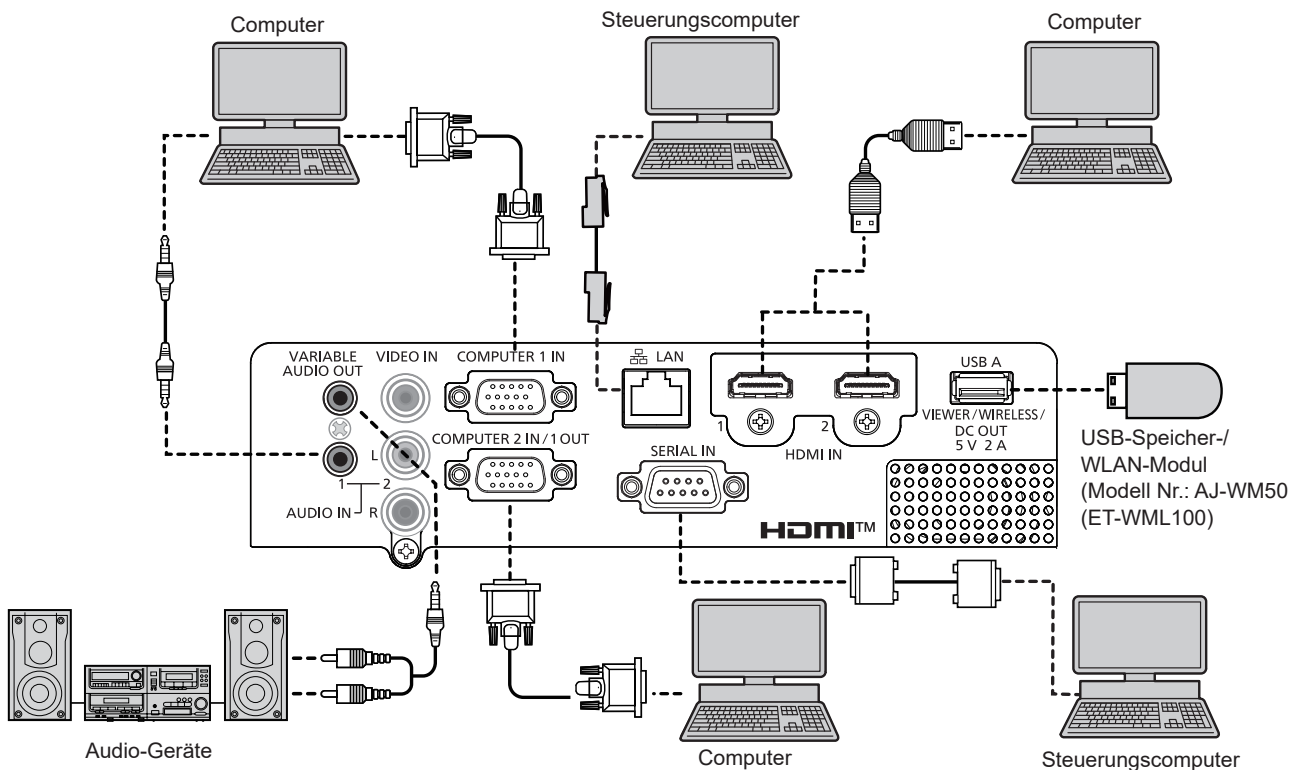 Computer
Steuerungscomputer
Computer
VARIABLE
AUDIO OUT
VIDEO IN
COMPUTER 1 IN
LAN
USB A
VIEWER / WIRELESS /
DC OUT
5 V 2 A
1
2
HDMI IN
COMPUTER 2 IN / 1 OUT
SERIAL IN
L
1
2
AUDIO IN
R
HDMI™
USB-Speicher-/
WLAN-Modul
(Modell Nr.: AJ-WM50
(ET-WML100)
Audio-Geräte
Computer
Steuerungscomputer